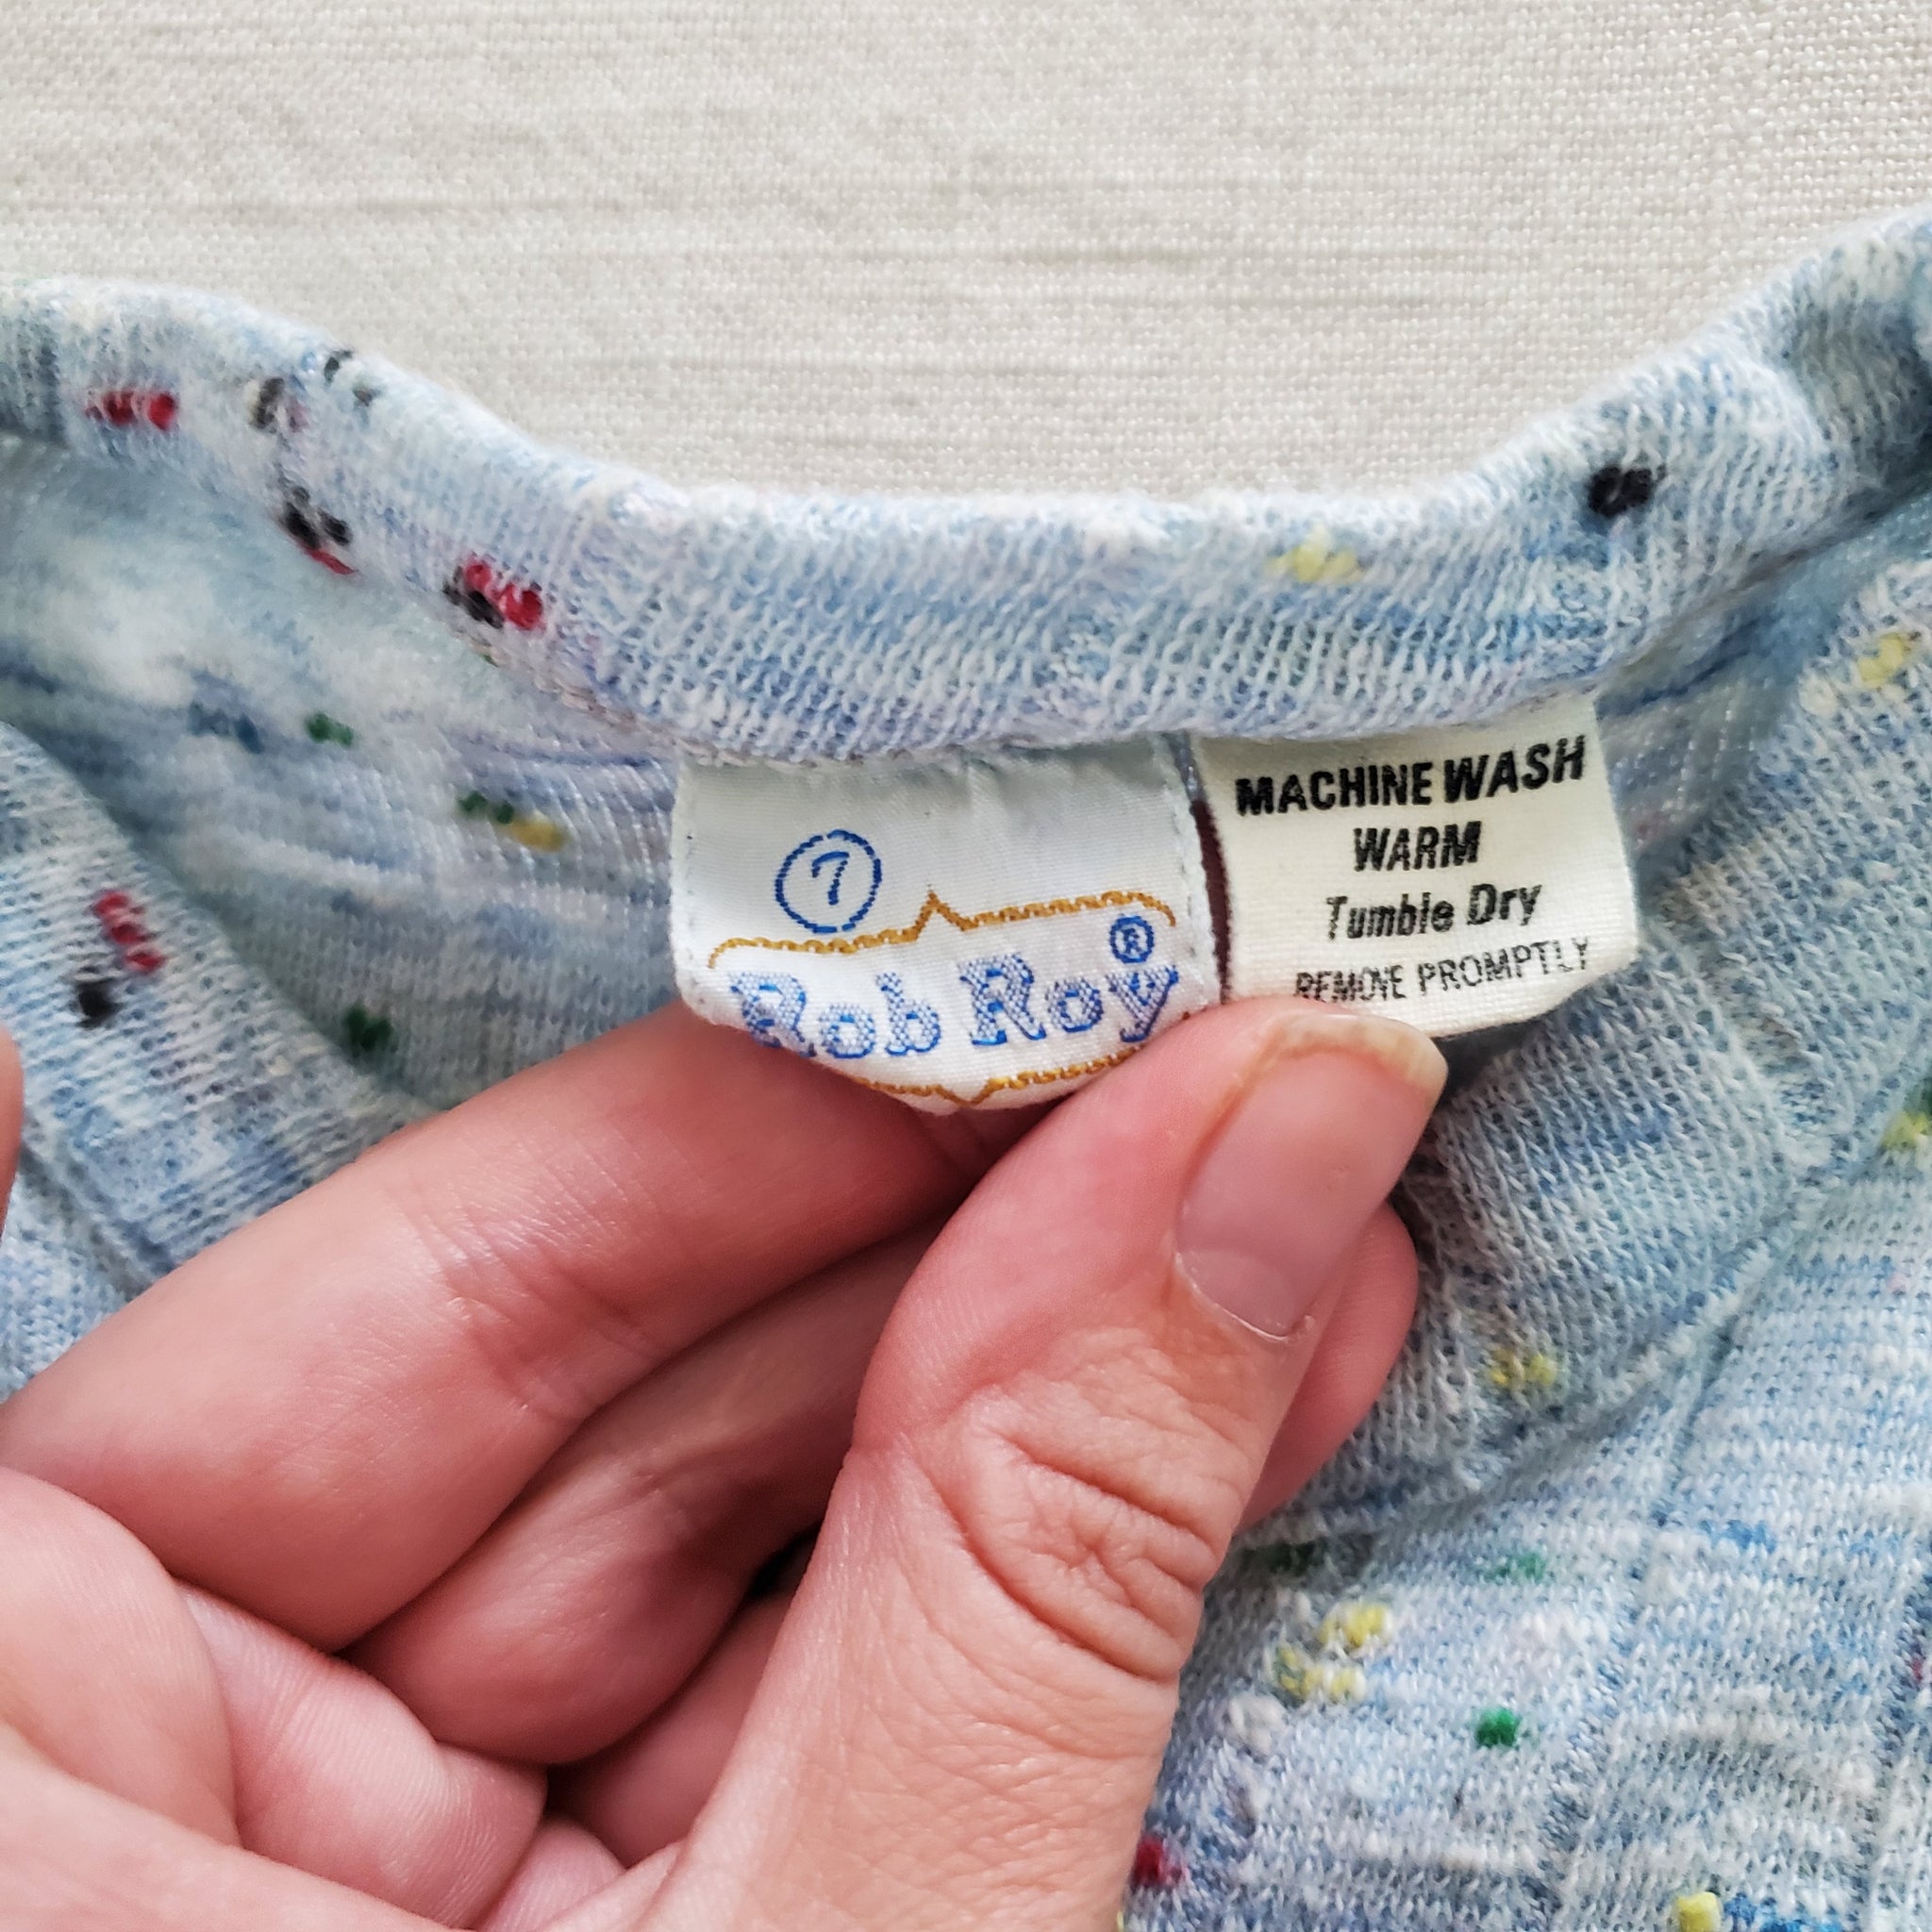 7
Rob Roy®
MACHINE WASH
WARM
Tumble Dry
REMOVE PROMPTLY